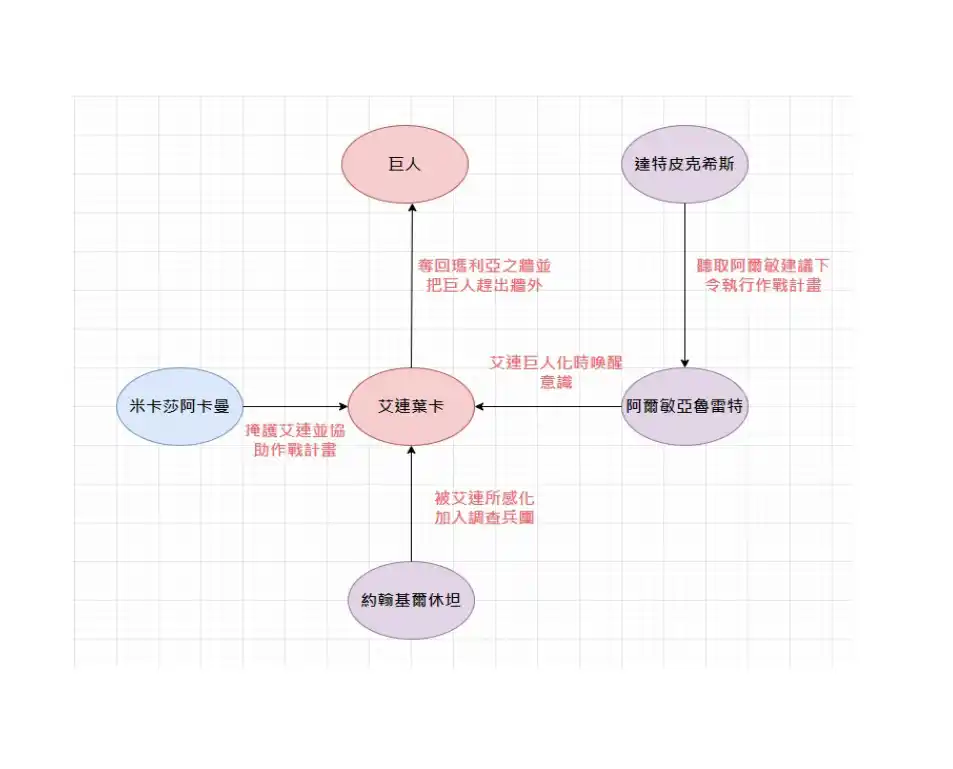 巨人
達特皮克希斯
奪回瑪利亞之牆並
把巨人趕出牆外
聽取阿爾敏建議下
令執行作戰計畫
艾連巨人化時喚醒
意識
米卡莎阿卡曼
艾連葉卡
阿爾敏亞魯雷特
掩護艾連並協
助作戰計畫
被艾連所感化
加入調查兵團
約翰基爾休坦